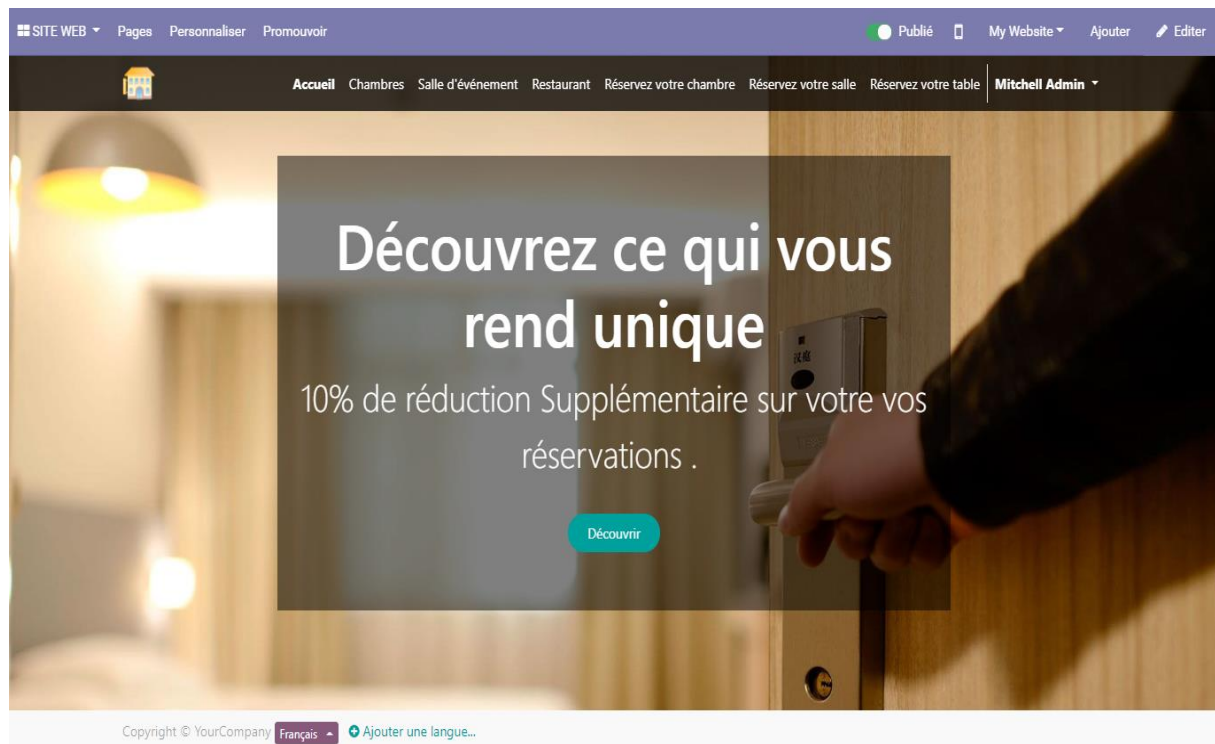 SITE WEB Pages Personnaliser Promouvoir Publié My Website Ajouter Editer
Accueil Chambres Salle d'événement Restaurant Réservez votre chambre Réservez votre salle Réservez votre table Mitchell Admin
Découvrez ce qui vous
rend unique
10% de réduction Supplémentaire sur votre vos
réservations .
Découvrir
Copyright © YourCompany Français Ajouter une langue...